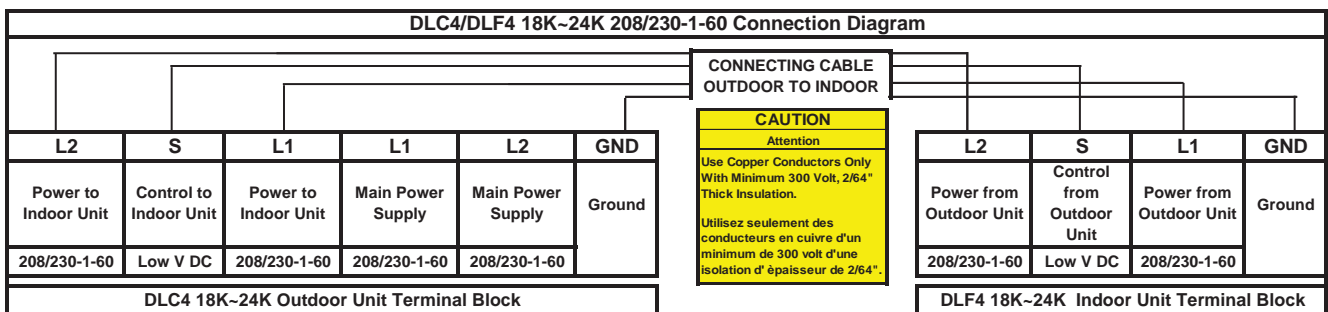 DLC4/DLF4 18K~24K 208/230-1-60 Connection Diagram
CONNECTING CABLE
OUTDOOR TO INDOOR
L2 S L1 L1 L2 GND
Power to
Indoor Unit
Control to
Indoor Unit
Power to
Indoor Unit
Main Power
Supply
Main Power
Supply
Ground
208/230-1-60 Low V DC 208/230-1-60 208/230-1-60 208/230-1-60
DLC4 18K~24K Outdoor Unit Terminal Block
CAUTION
Attention
Use Copper Conductors Only
With Minimum 300 Volt, 2/64"
Thick Insulation.
Utilisez seulement des
conducteurs en cuivre d'un
minimum de 300 volt d'une
isolation d' èpaisseur de 2/64".
L2 S L1 GND
Power from
Outdoor Unit
Control
from
Outdoor
Unit
Power from
Outdoor Unit
Ground
208/230-1-60 Low V DC 208/230-1-60
DLF4 18K~24K Indoor Unit Terminal Block